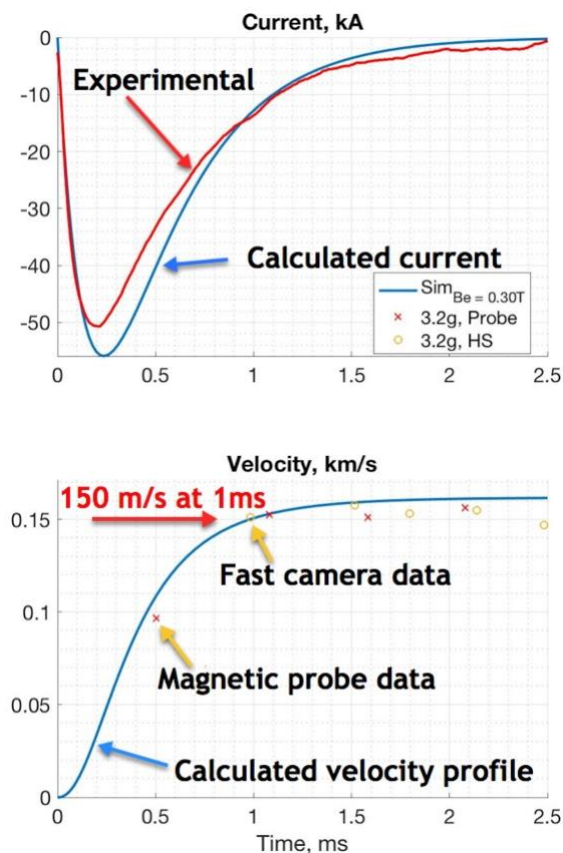 Current, kA
0
-10
-20
-30
-40
-50
Experimental
Calculated current
Sim Be = 0.30T
3.2g, Probe
3.2g, HS
0 0.5 1 1.5 2 2.5
Velocity, km/s
150 m/s at 1ms
0.15
0.1
0.05
0
Fast camera data
Magnetic probe data
Calculated velocity profile
0 0.5 1 1.5 2 2.5
Time, ms